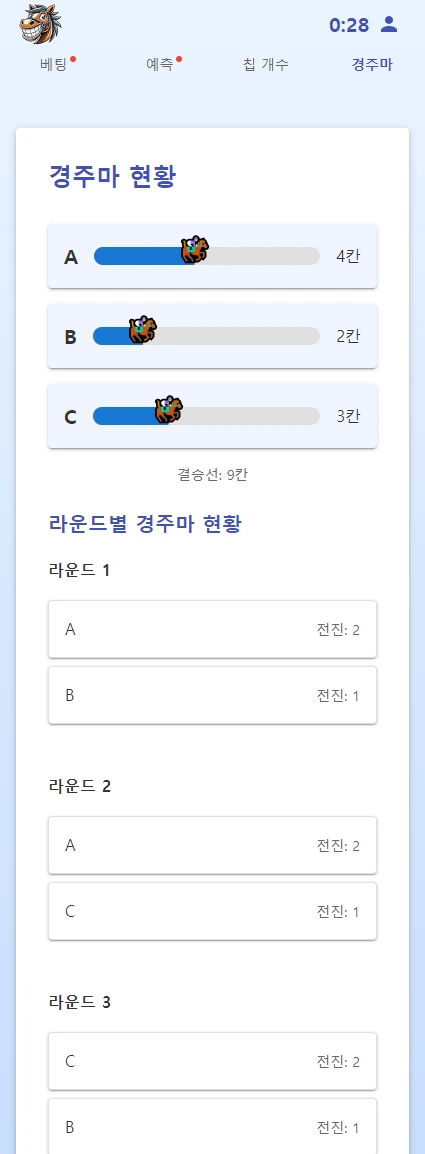 0:28
베팅
예측
칩 개수
경주마
경주마 현황
A 4칸
B 2칸
C 3칸
결승선: 9칸
라운드별 경주마 현황
라운드 1
A 전진: 2
B 전진: 1
라운드 2
A 전진: 2
C 전진: 1
라운드 3
C 전진: 2
B 전진: 1